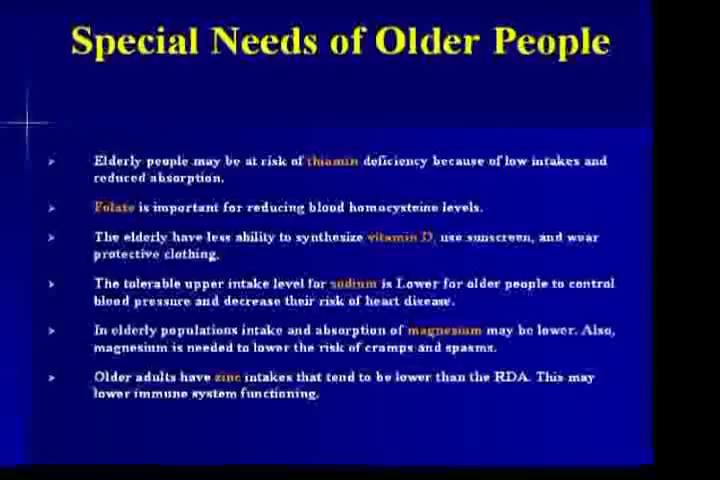 Special Needs of Older People
Elderly people may be at risk of thiamin deficiency because of low intakes and
reduced absorption.
Folate is important for reducing blood homocysteine levels.
The elderly have less ability to synthesize vitamin D, use sunscreen, and wear
protective clothing.
The tolerable upper intake level for sodium is Lower for older people to control
blood pressure and decrease their risk of heart disease.
In elderly populations intake and absorption of magnesium may be lower. Also,
magnesium is needed to lower the risk of cramps and spasms.
Older adults have zinc intakes that tend to be lower than the RDA. This may
lower immune system functioning.